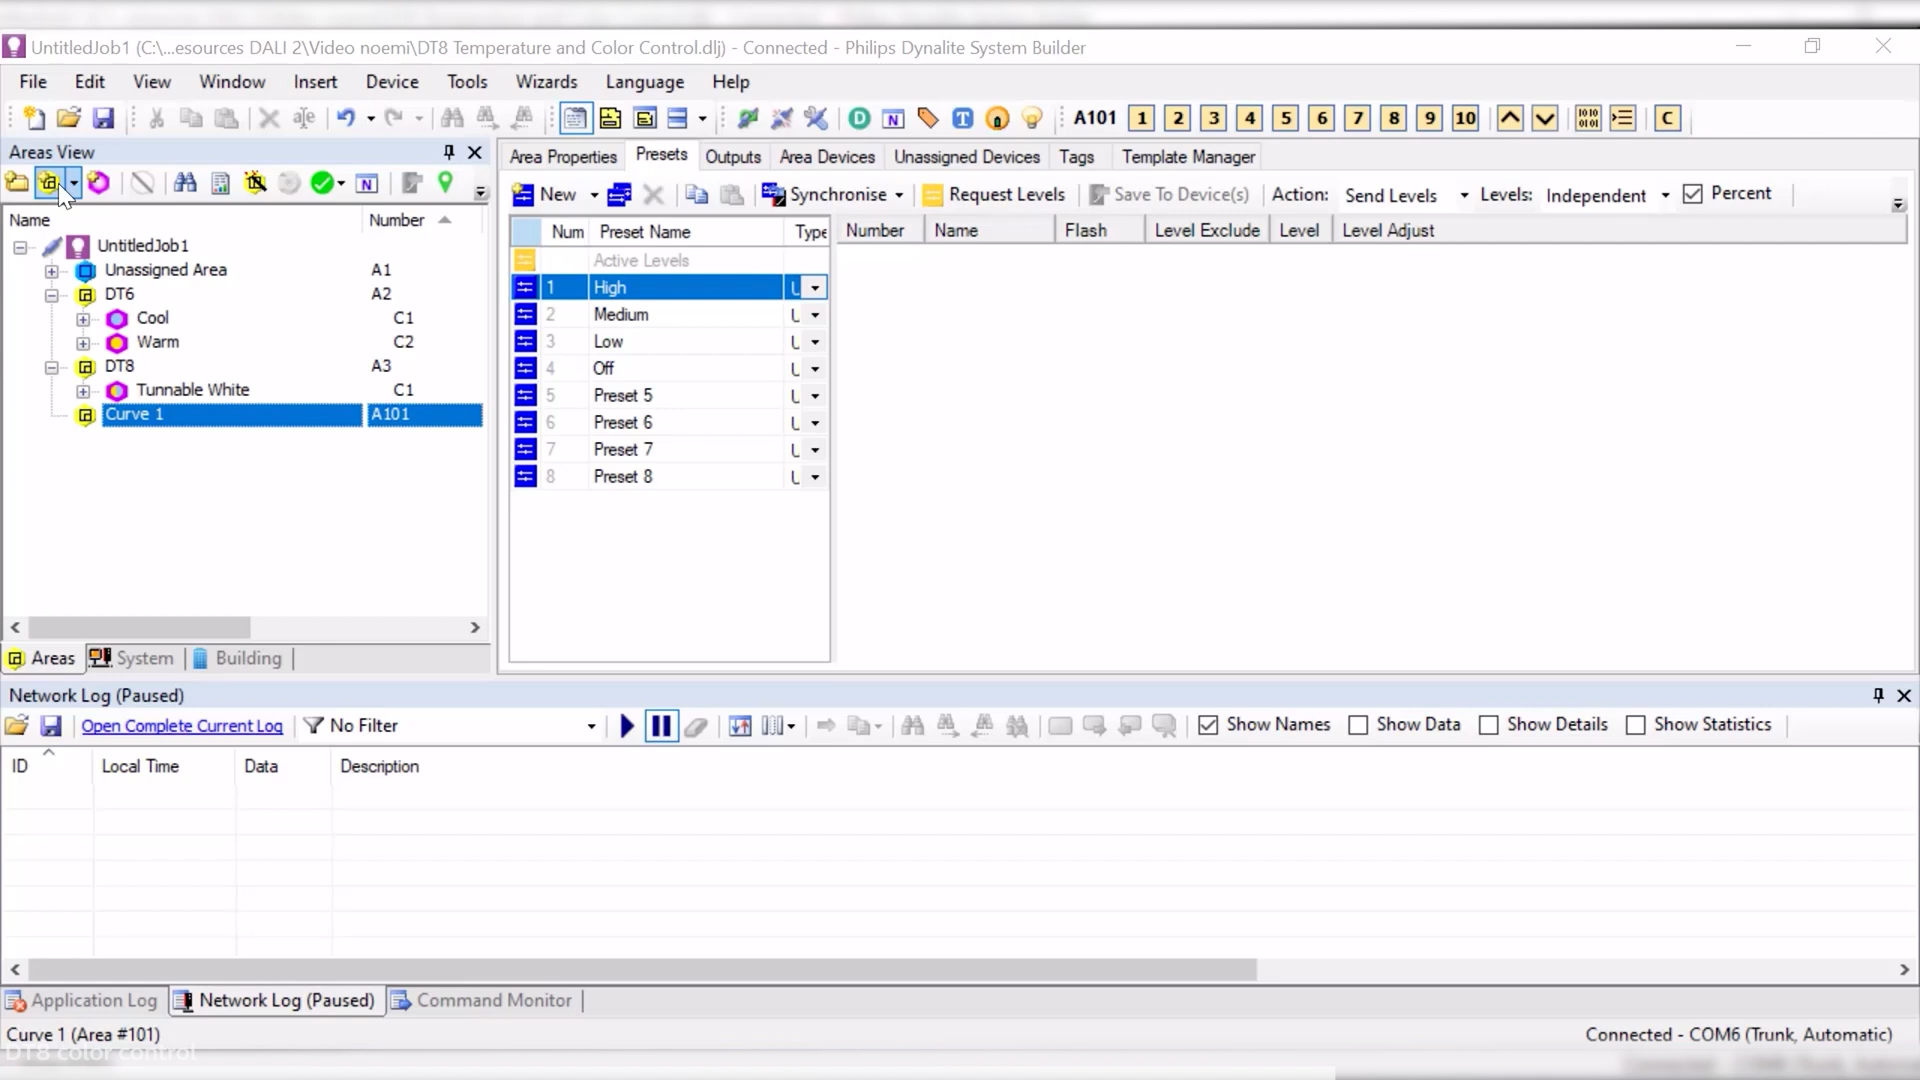 UntitledJob1 (C:\...esources DALI 2\Video noemi\DT8 Temperature and Color Control.dlj) - Connected - Philips Dynalite System Builder
File Edit View Window Insert Device Tools Wizards Language Help
A101 1 2 3 4 5 6 7 8 9 10 C
Areas View
Area Properties Presets Outputs Area Devices Unassigned Devices Tags Template Manager
New Synchronise Request Levels Save To Device(s) Action: Send Levels Levels: Independent Percent
Name Number
UntitledJob1
Unassigned Area A1
DT6 A2
Cool C1
Warm C2
DT8 A3
Tunnable White C1
Curve 1 A101
Num Preset Name Type
Active Levels
1 High
2 Medium
3 Low
4 Off
5 Preset 5
6 Preset 6
7 Preset 7
8 Preset 8
Number Name Flash Level Exclude Level Level Adjust
Areas System Building
Network Log (Paused)
Open Complete Current Log No Filter Show Names Show Data Show Details Show Statistics
ID Local Time Data Description
Application Log Network Log (Paused) Command Monitor
Curve 1 (Area #101) Connected - COM6 (Trunk, Automatic)
DT8 color control